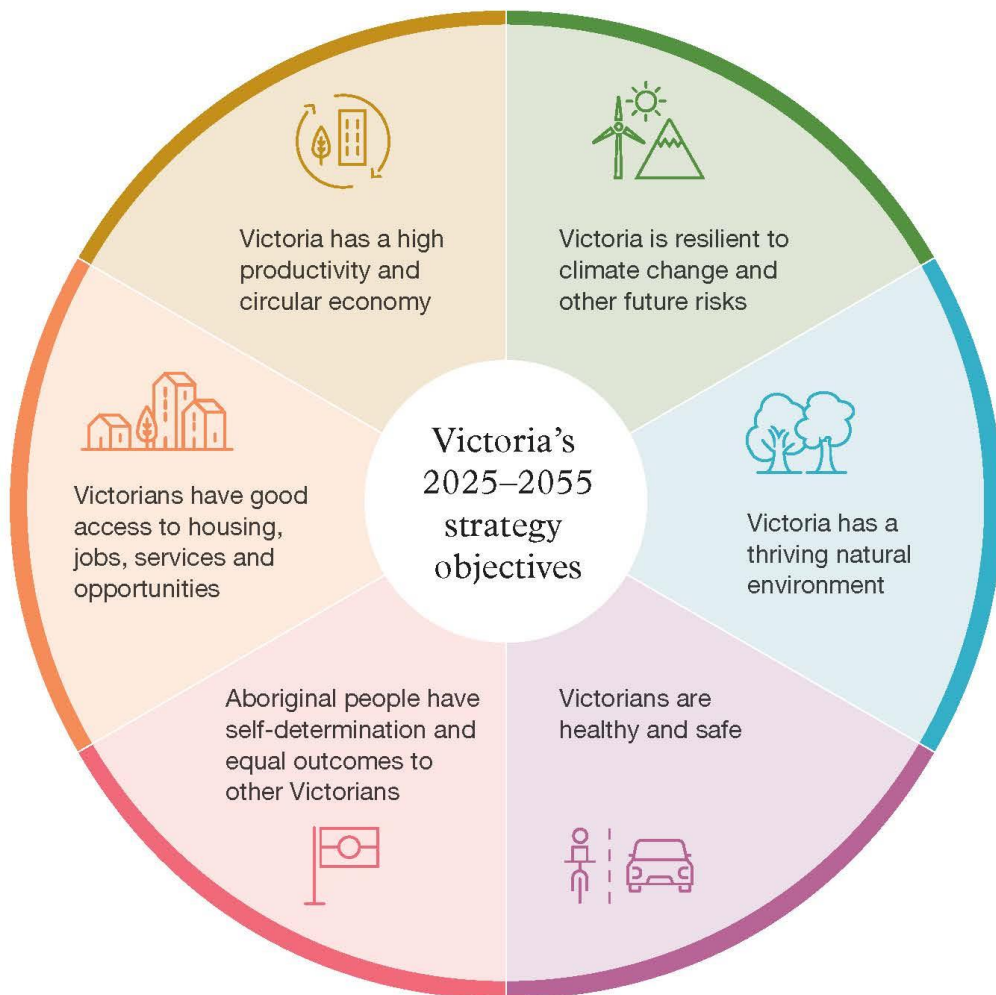 Victoria has a high
productivity and
circular economy
Victoria is resilient to
climate change and
other future risks
Victorians have good
access to housing,
jobs, services and
opportunities
Victoria's
2025–2055
strategy
objectives
Victoria has a
thriving natural
environment
Aboriginal people have
self-determination and
equal outcomes to
other Victorians
Victorians are
healthy and safe